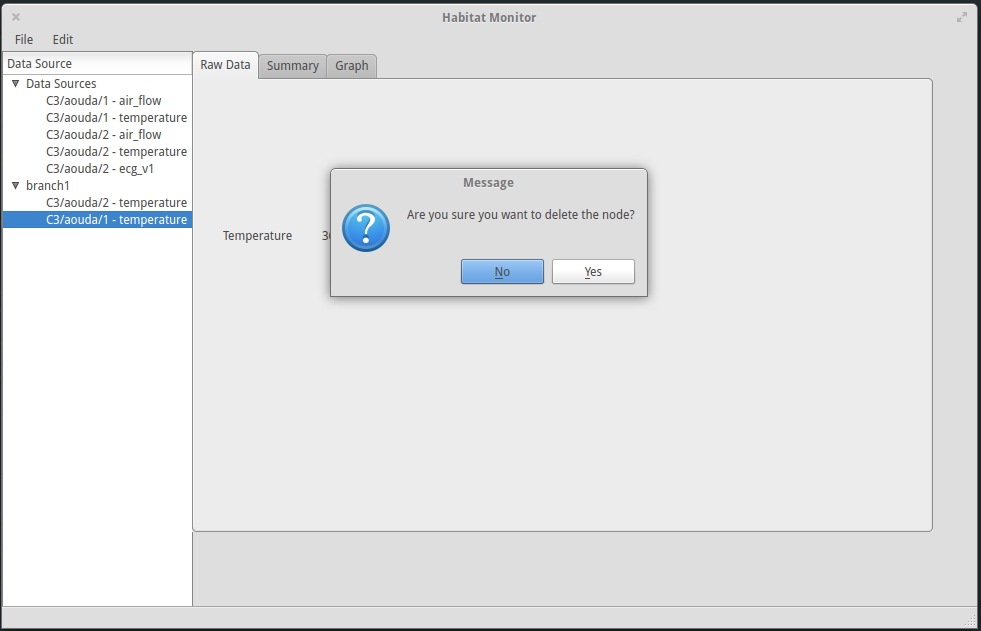 Habitat Monitor
File Edit
Data Source
Raw Data Summary Graph
Data Sources
C3/aouda/1 - air_flow
C3/aouda/1 - temperature
C3/aouda/2 - air_flow
C3/aouda/2 - temperature
C3/aouda/2 - ecg_v1
branch1
C3/aouda/2 - temperature
C3/aouda/1 - temperature
Temperature
Message
Are you sure you want to delete the node?
?
No Yes